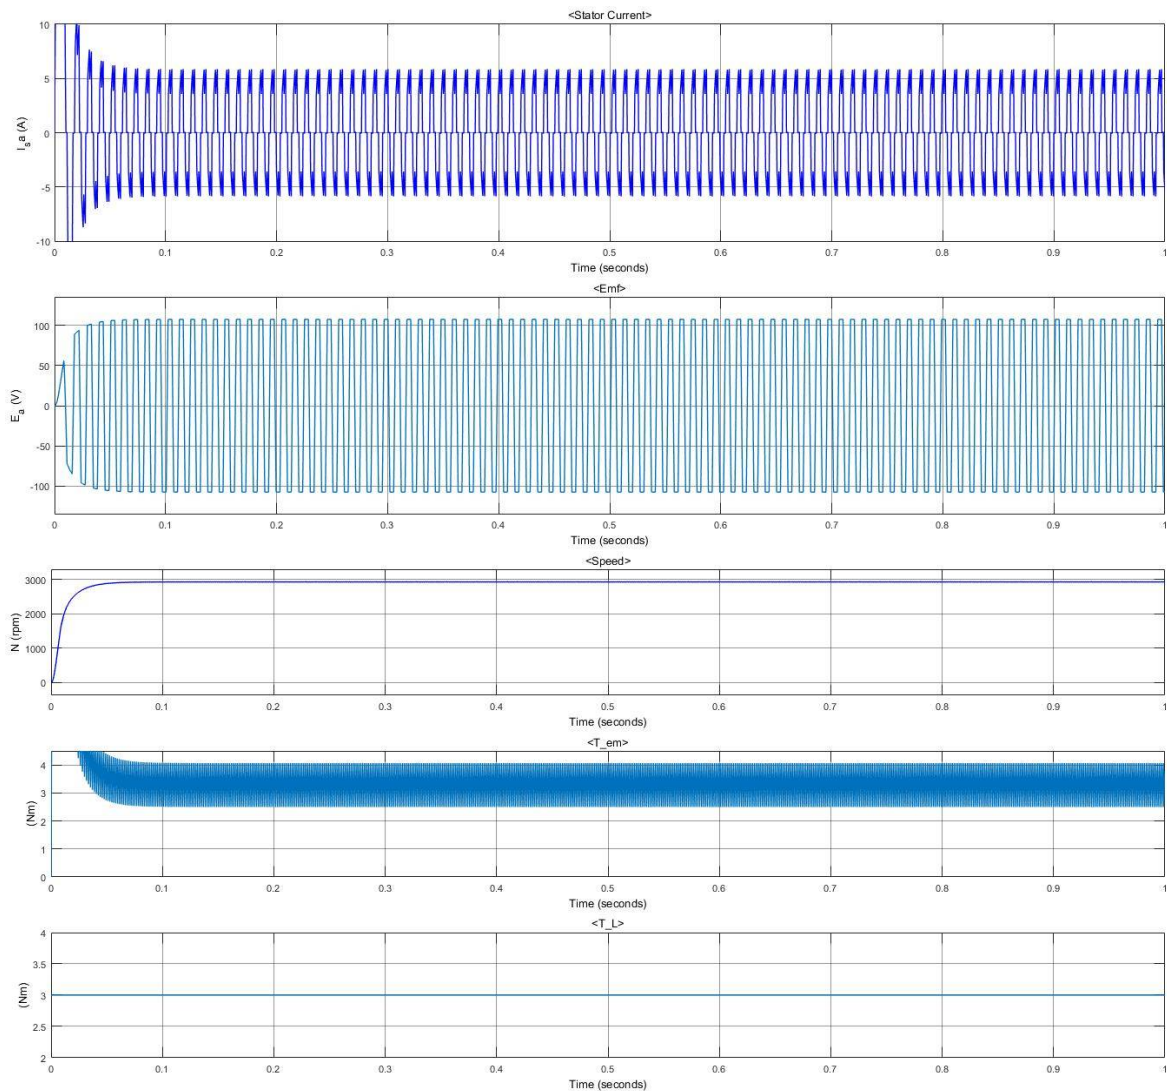 <Stator Current>
10
5
0
-5
-10
I_s a (A)
0 0.1 0.2 0.3 0.4 0.5 0.6 0.7 0.8 0.9 1
Time (seconds)
<Emf>
100
50
0
-50
-100
E_a (V)
0 0.1 0.2 0.3 0.4 0.5 0.6 0.7 0.8 0.9 1
Time (seconds)
<Speed>
3000
2000
1000
0
N (rpm)
0 0.1 0.2 0.3 0.4 0.5 0.6 0.7 0.8 0.9 1
Time (seconds)
<T_em>
4
3
2
1
0
(Nm)
0 0.1 0.2 0.3 0.4 0.5 0.6 0.7 0.8 0.9 1
Time (seconds)
<T_L>
4
3.5
3
2.5
2
(Nm)
0 0.1 0.2 0.3 0.4 0.5 0.6 0.7 0.8 0.9 1
Time (seconds)